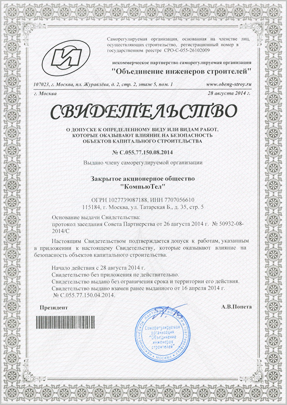 Саморегулируемая организация, основанная на членстве лиц,
осуществляющих строительство, регистрационный номер в
государственном реестре СРО-С-055-26102009
некоммерческое партнерство саморегулируемая организация
"Объединение инженеров строителей"
107023, г. Москва, пл. Журавлёва, д. 2, стр. 2, этаж 5, пом. 1
www.obeng-stroy.ru
г. Москва
28 августа 2014 г.
СВИДЕТЕЛЬСТВО
О ДОПУСКЕ К ОПРЕДЕЛЕННОМУ ВИДУ ИЛИ ВИДАМ РАБОТ,
КОТОРЫЕ ОКАЗЫВАЮТ ВЛИЯНИЕ НА БЕЗОПАСНОСТЬ
ОБЪЕКТОВ КАПИТАЛЬНОГО СТРОИТЕЛЬСТВА
№ С.055.77.150.08.2014
Выдано члену саморегулируемой организации
Закрытое акционерное общество
"КомпьюТел"
ОГРН 1027739087188, ИНН 7707056610
115184, г. Москва, ул. Татарская Б., д. 35, стр. 5
Основание выдачи Свидетельства:
протокол заседания Совета Партнерства от 26 августа 2014 г. № 30932-08-
2014/С
Настоящим Свидетельством подтверждается допуск к работам, указанным
в приложении к настоящему Свидетельству, которые оказывают влияние на
безопасность объектов капитального строительства.
Начало действия с 28 августа 2014 г.
Свидетельство без приложения не действительно.
Свидетельство выдано без ограничения срока и территории его действия.
Свидетельство выдано взамен ранее выданного от 16 апреля 2014 г.
№ С.055.77.150.04.2014.
Президент
А.В.Попета